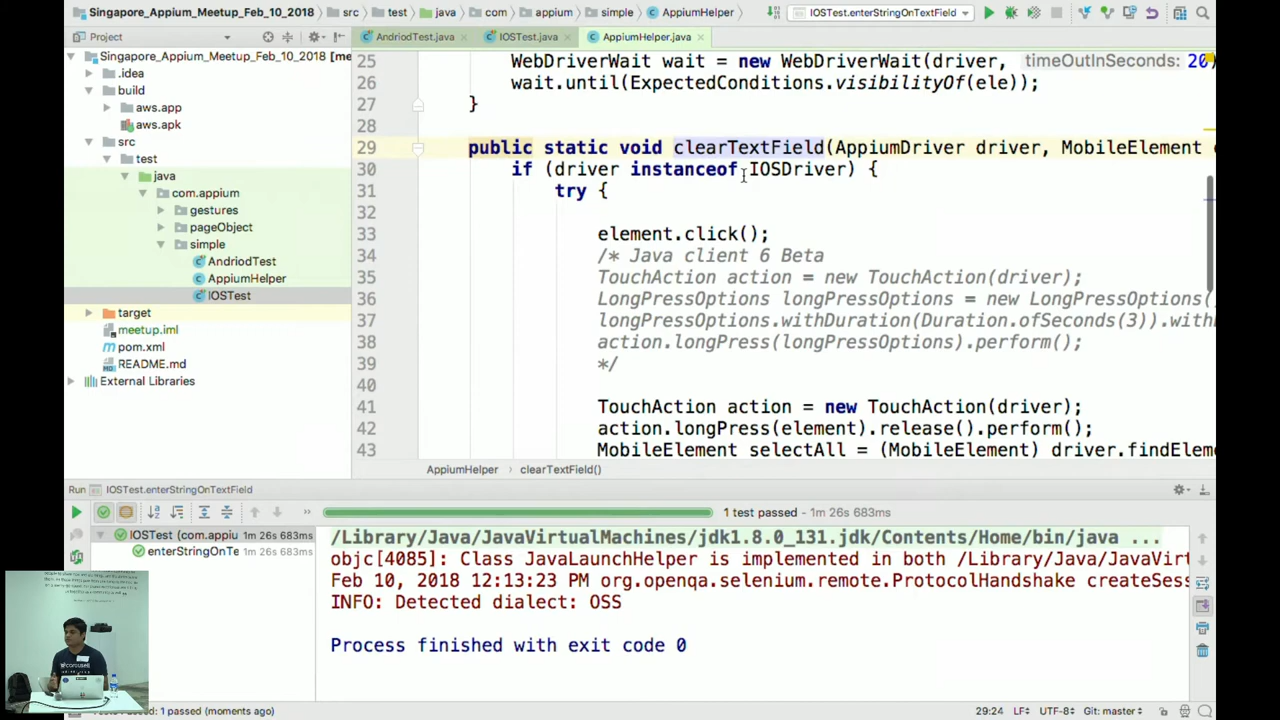 Singapore_Appium_Meetup_Feb_10_2018 src test java com appium simple AppiumHelper IOSTest.enterStringOnTextField
Project AndriodTest.java IOSTest.java AppiumHelper.java
Singapore_Appium_Meetup_Feb_10_2018 [me
.idea
build
aws.app
aws.apk
src
test
java
com.appium
gestures
pageObject
simple
AndriodTest
AppiumHelper
IOSTest
target
meetup.iml
pom.xml
README.md
External Libraries
25 WebDriverWait wait = new WebDriverWait(driver, timeOutInSeconds: 20)
26 wait.until(ExpectedConditions.visibilityOf(ele));
27 }
28
29 public static void clearTextField(AppiumDriver driver, MobileElement e
30 if (driver instanceof IOSDriver) {
31 try {
32
33 element.click();
34 /* Java client 6 Beta
35 TouchAction action = new TouchAction(driver);
36 LongPressOptions longPressOptions = new LongPressOptions(
37 longPressOptions.withDuration(Duration.ofSeconds(3)).with
38 action.longPress(longPressOptions).perform();
39 */
40
41 TouchAction action = new TouchAction(driver);
42 action.longPress(element).release().perform();
43 MobileElement selectAll = (MobileElement) driver.findElem
AppiumHelper clearTextField()
Run IOSTest.enterStringOnTextField
1 test passed - 1m 26s 683ms
IOSTest (com.appiu 1m 26s 683ms
enterStringOnTe 1m 26s 683ms
/Library/Java/JavaVirtualMachines/jdk1.8.0_131.jdk/Contents/Home/bin/java ...
objc[4085]: Class JavaLaunchHelper is implemented in both /Library/Java/JavaVirt
Feb 10, 2018 12:13:23 PM org.openqa.selenium.remote.ProtocolHandshake createSess
INFO: Detected dialect: OSS
Process finished with exit code 0
carousell
passed: 1 passed (moments ago) 29:24 LF UTF-8 Git: master